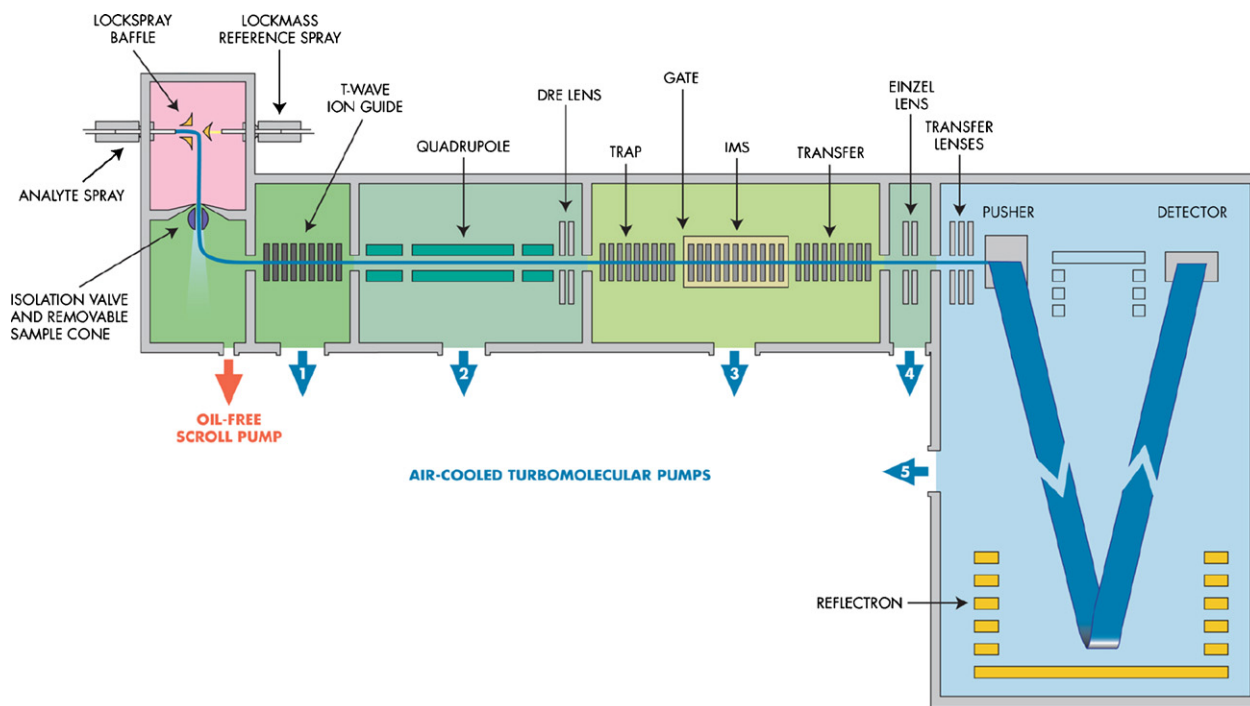 LOCKSPRAY
BAFFLE
LOCKMASS
REFERENCE SPRAY
T-WAVE
ION GUIDE
DRE LENS
GATE
EINZEL
LENS
TRANSFER
LENSES
QUADRUPOLE
TRAP
IMS
TRANSFER
ANALYTE SPRAY
PUSHER
DETECTOR
ISOLATION VALVE
AND REMOVABLE
SAMPLE CONE
1
2
3
4
OIL-FREE
SCROLL PUMP
AIR-COOLED TURBOMOLECULAR PUMPS
5
REFLECTRON